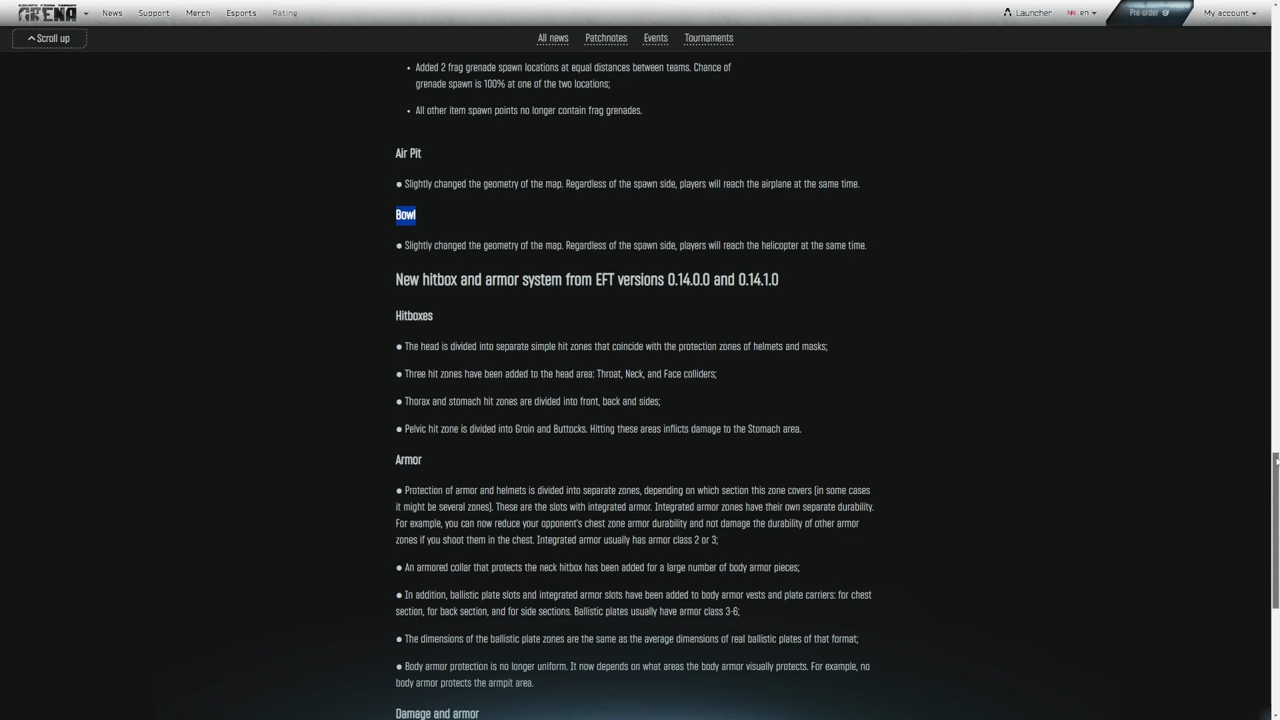 ESCAPE FROM TARKOV
ARENA
News Support Merch Esports Rating
Launcher en Pre-order My account
Scroll up
All news Patchnotes Events Tournaments
• Added 2 frag grenade spawn locations at equal distances between teams. Chance of
grenade spawn is 100% at one of the two locations;
• All other item spawn points no longer contain frag grenades.
Air Pit
● Slightly changed the geometry of the map. Regardless of the spawn side, players will reach the airplane at the same time.
Bowl
● Slightly changed the geometry of the map. Regardless of the spawn side, players will reach the helicopter at the same time.
New hitbox and armor system from EFT versions 0.14.0.0 and 0.14.1.0
Hitboxes
● The head is divided into separate simple hit zones that coincide with the protection zones of helmets and masks;
● Three hit zones have been added to the head area: Throat, Neck, and Face colliders;
● Thorax and stomach hit zones are divided into front, back and sides;
● Pelvic hit zone is divided into Groin and Buttocks. Hitting these areas inflicts damage to the Stomach area.
Armor
● Protection of armor and helmets is divided into separate zones, depending on which section this zone covers (in some cases
it might be several zones). These are the slots with integrated armor. Integrated armor zones have their own separate durability.
For example, you can now reduce your opponent's chest zone armor durability and not damage the durability of other armor
zones if you shoot them in the chest. Integrated armor usually has armor class 2 or 3;
● An armored collar that protects the neck hitbox has been added for a large number of body armor pieces;
● In addition, ballistic plate slots and integrated armor slots have been added to body armor vests and plate carriers: for chest
section, for back section, and for side sections. Ballistic plates usually have armor class 3-6;
● The dimensions of the ballistic plate zones are the same as the average dimensions of real ballistic plates of that format;
● Body armor protection is no longer uniform. It now depends on what areas the body armor visually protects. For example, no
body armor protects the armpit area.
Damage and armor